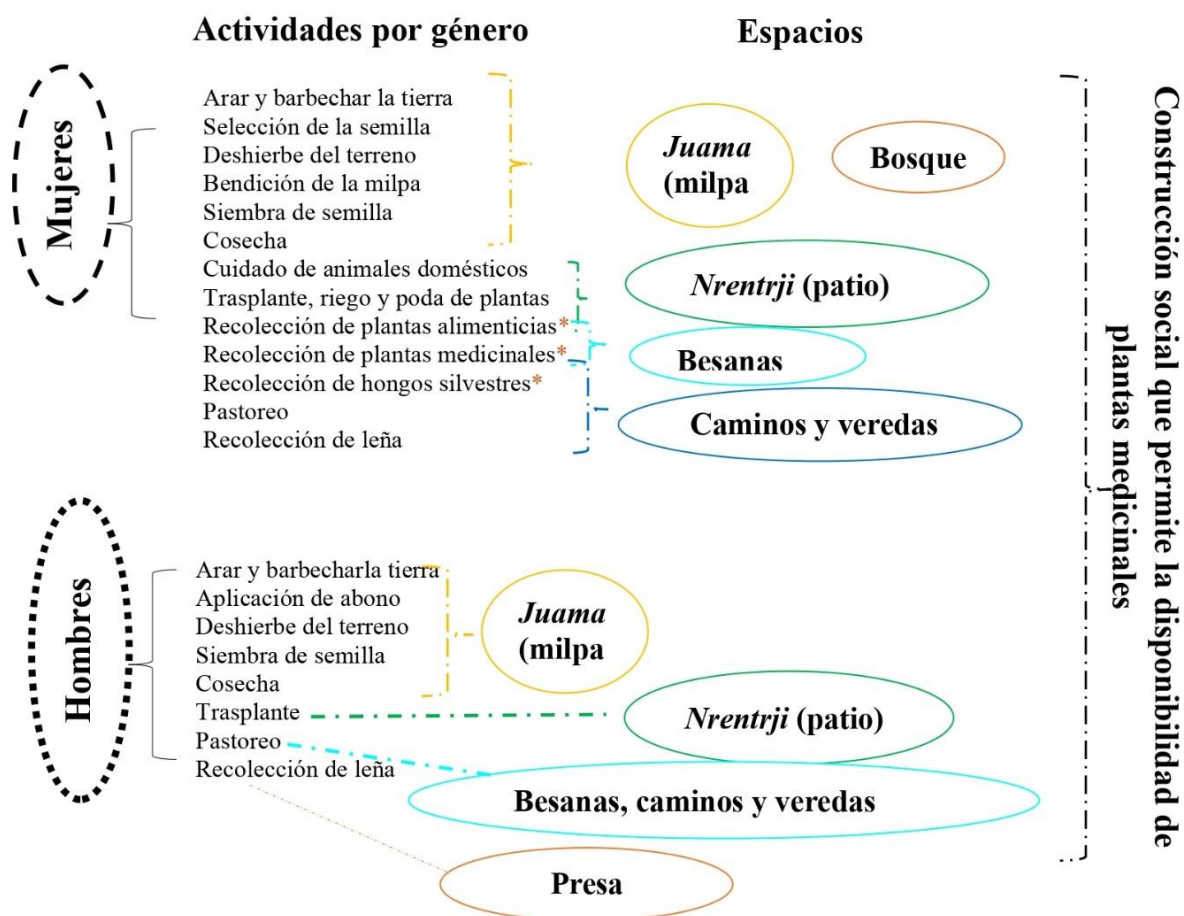 Actividades por género
Espacios
Mujeres
Arar y barbechar la tierra
Selección de la semilla
Deshierbe del terreno
Bendición de la milpa
Siembra de semilla
Cosecha
Cuidado de animales domésticos
Trasplante, riego y poda de plantas
Recolección de plantas alimenticias*
Recolección de plantas medicinales*
Recolección de hongos silvestres*
Pastoreo
Recolección de leña
Juama
(milpa
Bosque
Nrentrji (patio)
Besanas
Caminos y veredas
Hombres
Arar y barbecharla tierra
Aplicación de abono
Deshierbe del terreno
Siembra de semilla
Cosecha
Trasplante
Pastoreo
Recolección de leña
Juama
(milpa
Nrentrji (patio)
Besanas, caminos y veredas
Presa
Construcción social que permite la disponibilidad de
plantas medicinales